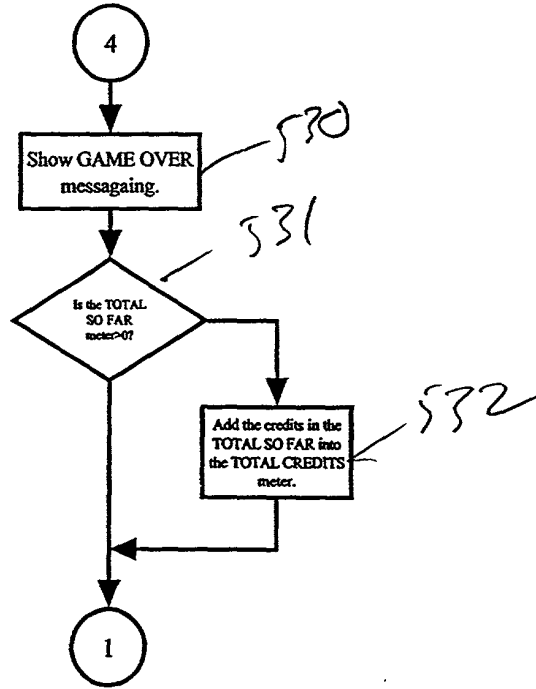 4
530
Show GAME OVER
messagaing.
531
Is the TOTAL
SO FAR
meter>0?
Add the credits in the
TOTAL SO FAR into
the TOTAL CREDITS
meter.
532
1